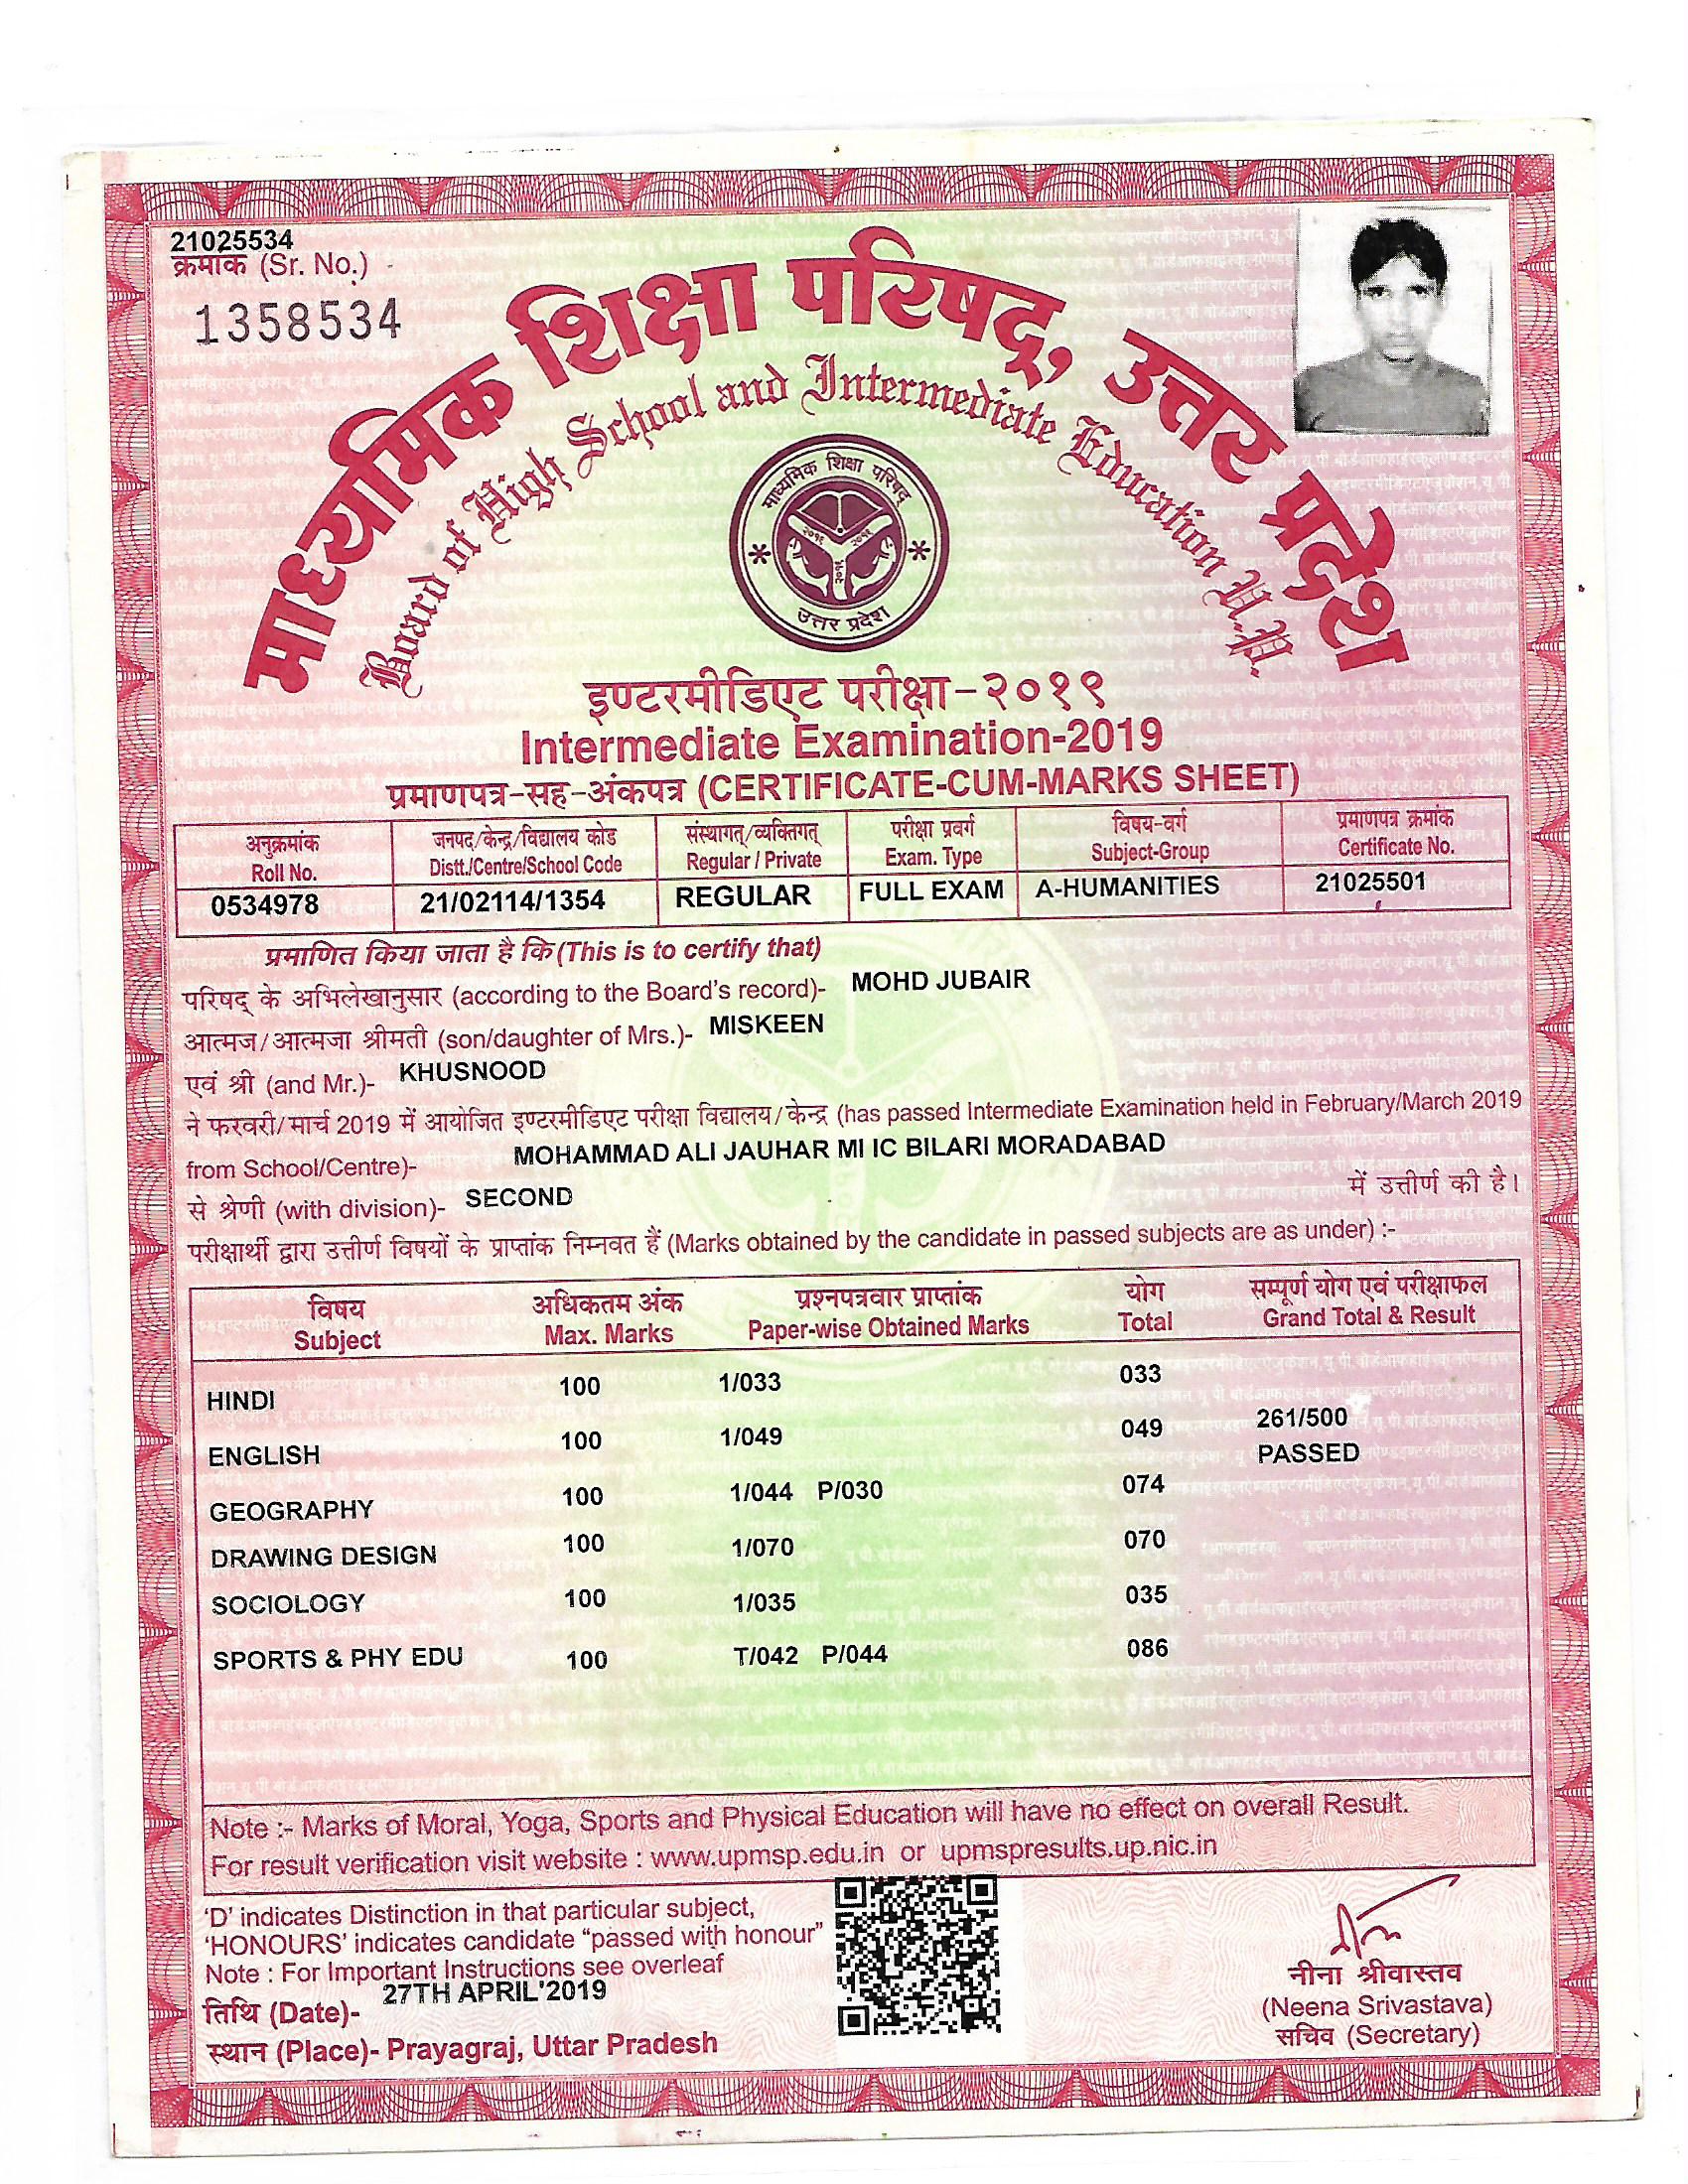 21025534
क्रमांक (Sr. No.)
1358534
माध्यमिक शिक्षा परिषद्, उत्तर प्रदेश
Board of High School and Intermediate Education U.P.
माध्यमिक शिक्षा परिषद्
उत्तर प्रदेश
इण्टरमीडिएट परीक्षा-२०१९
Intermediate Examination-2019
प्रमाणपत्र-सह-अंकपत्र (CERTIFICATE-CUM-MARKS SHEET)
अनुक्रमांक जनपद/केन्द्र/विद्यालय कोड संस्थागत्/व्यक्तिगत् परीक्षा प्रवर्ग विषय-वर्ग प्रमाणपत्र क्रमांक
Roll No. Distt./Centre/School Code Regular / Private Exam. Type Subject-Group Certificate No.
0534978 21/02114/1354 REGULAR FULL EXAM A-HUMANITIES 21025501
प्रमाणित किया जाता है कि (This is to certify that)
परिषद् के अभिलेखानुसार (according to the Board's record)- MOHD JUBAIR
आत्मज/आत्मजा श्रीमती (son/daughter of Mrs.)- MISKEEN
एवं श्री (and Mr.)- KHUSNOOD
ने फरवरी/मार्च 2019 में आयोजित इण्टरमीडिएट परीक्षा विद्यालय/केन्द्र (has passed Intermediate Examination held in February/March 2019
from School/Centre)- MOHAMMAD ALI JAUHAR MI IC BILARI MORADABAD
से श्रेणी (with division)- SECOND में उत्तीर्ण की है।
परीक्षार्थी द्वारा उत्तीर्ण विषयों के प्राप्तांक निम्नवत हैं (Marks obtained by the candidate in passed subjects are as under) :-
विषय अधिकतम अंक प्रश्नपत्रवार प्राप्तांक योग सम्पूर्ण योग एवं परीक्षाफल
Subject Max. Marks Paper-wise Obtained Marks Total Grand Total & Result
HINDI 100 1/033 033
ENGLISH 100 1/049 049 261/500
PASSED
GEOGRAPHY 100 1/044 P/030 074
DRAWING DESIGN 100 1/070 070
SOCIOLOGY 100 1/035 035
SPORTS & PHY EDU 100 T/042 P/044 086
Note :- Marks of Moral, Yoga, Sports and Physical Education will have no effect on overall Result.
For result verification visit website : www.upmsp.edu.in or upmspresults.up.nic.in
'D' indicates Distinction in that particular subject,
'HONOURS' indicates candidate "passed with honour"
Note : For Important Instructions see overleaf
तिथि (Date)- 27TH APRIL'2019
स्थान (Place)- Prayagraj, Uttar Pradesh
नीना श्रीवास्तव
(Neena Srivastava)
सचिव (Secretary)